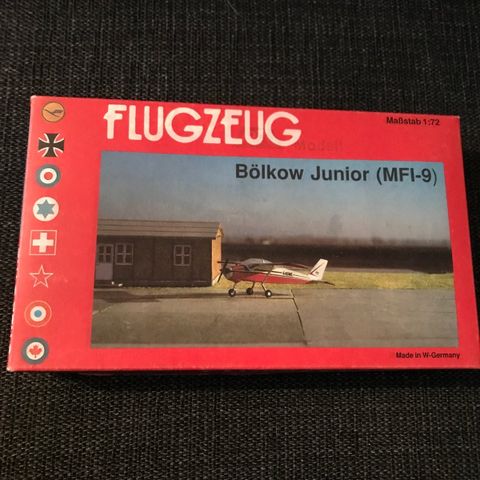 FLUGZEUG
Maßstab 1:72
Bölkow Junior (MFI-9)
Made in W-Germany